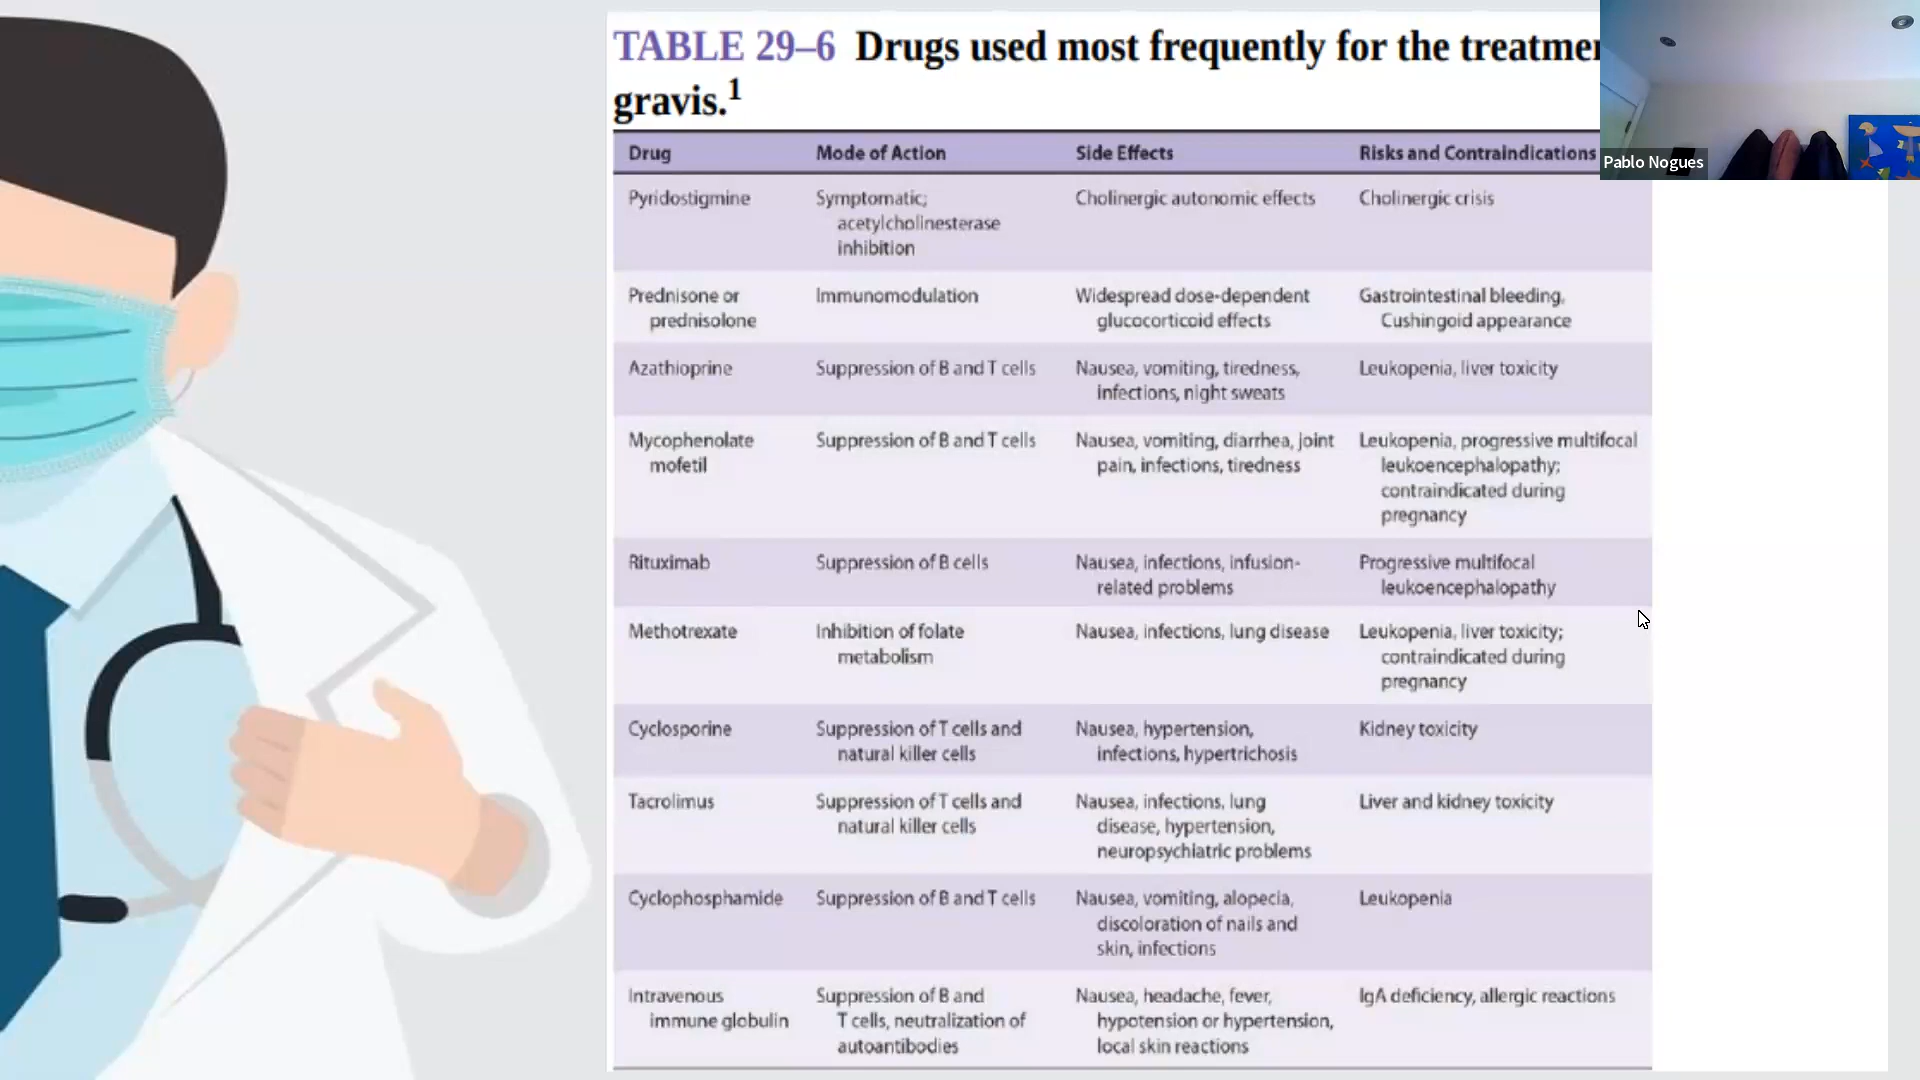 TABLE 29–6 Drugs used most frequently for the
gravis.1
Drug Mode of Action Side Effects Risks and Contraindications
Pyridostigmine Symptomatic; Cholinergic autonomic effects Cholinergic crisis
acetylcholinesterase
inhibition
Prednisone or Immunomodulation Widespread dose-dependent Gastrointestinal bleeding,
prednisolone glucocorticoid effects Cushingoid appearance
Azathioprine Suppression of B and T cells Nausea, vomiting, tiredness, Leukopenia, liver toxicity
infections, night sweats
Mycophenolate Suppression of B and T cells Nausea, vomiting, diarrhea, joint Leukopenia, progressive multifocal
mofetil pain, infections, tiredness leukoencephalopathy;
contraindicated during
pregnancy
Rituximab Suppression of B cells Nausea, infections, infusion- Progressive multifocal
related problems leukoencephalopathy
Methotrexate Inhibition of folate Nausea, infections, lung disease Leukopenia, liver toxicity;
metabolism contraindicated during
pregnancy
Cyclosporine Suppression of T cells and Nausea, hypertension, Kidney toxicity
natural killer cells infections, hypertrichosis
Tacrolimus Suppression of T cells and Nausea, infections, lung Liver and kidney toxicity
natural killer cells disease, hypertension,
neuropsychiatric problems
Cyclophosphamide Suppression of B and T cells Nausea, vomiting, alopecia, Leukopenia
discoloration of nails and
skin, infections
Intravenous Suppression of B and Nausea, headache, fever, IgA deficiency, allergic reactions
immune globulin T cells, neutralization of hypotension or hypertension,
autoantibodies local skin reactions
Pablo Nogues